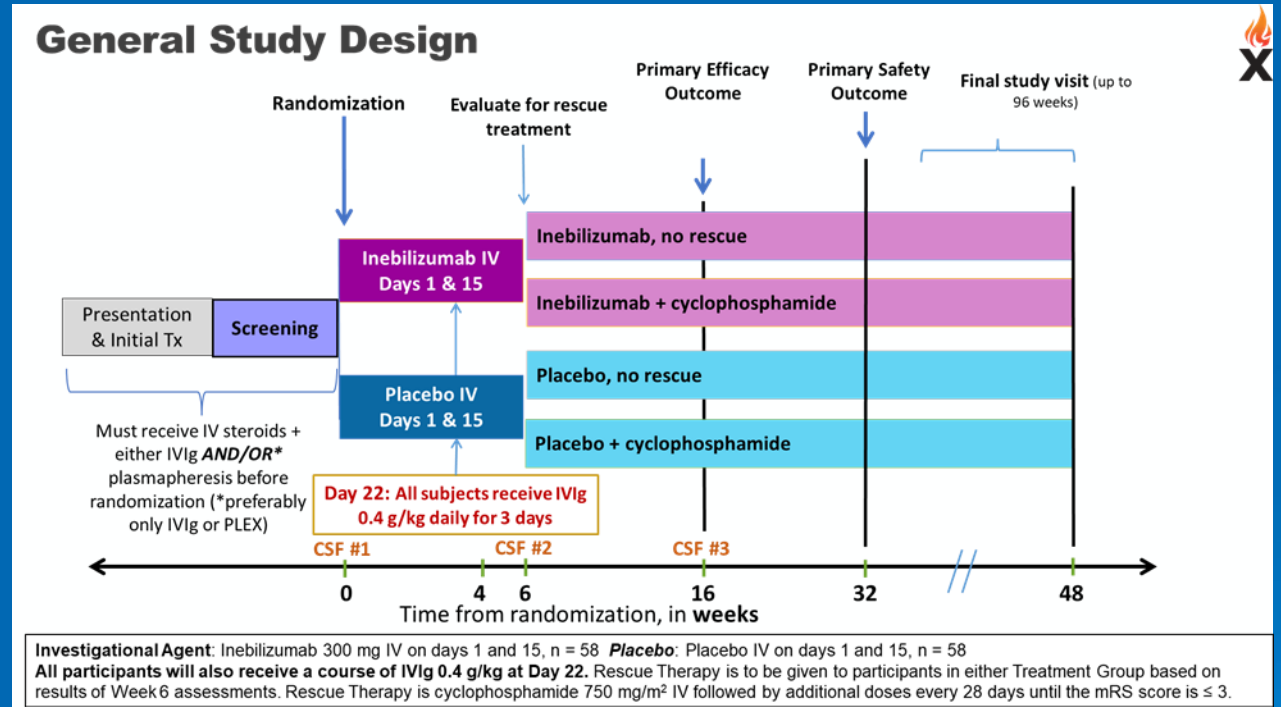 General Study Design
X
Randomization
Evaluate for rescue
treatment
Primary Efficacy
Outcome
Primary Safety
Outcome
Final study visit (up to
96 weeks)
Presentation
& Initial Tx
Screening
Inebilizumab IV
Days 1 & 15
Placebo IV
Days 1 & 15
Inebilizumab, no rescue
Inebilizumab + cyclophosphamide
Placebo, no rescue
Placebo + cyclophosphamide
Must receive IV steroids +
either IVIg AND/OR*
plasmapheresis before
randomization (*preferably
only IVIg or PLEX)
Day 22: All subjects receive IVIg
0.4 g/kg daily for 3 days
CSF #1
CSF #2
CSF #3
0 4 6 16 32 48
Time from randomization, in weeks
Investigational Agent: Inebilizumab 300 mg IV on days 1 and 15, n = 58 Placebo: Placebo IV on days 1 and 15, n = 58
All participants will also receive a course of IVIg 0.4 g/kg at Day 22. Rescue Therapy is to be given to participants in either Treatment Group based on
results of Week 6 assessments. Rescue Therapy is cyclophosphamide 750 mg/m² IV followed by additional doses every 28 days until the mRS score is ≤ 3.